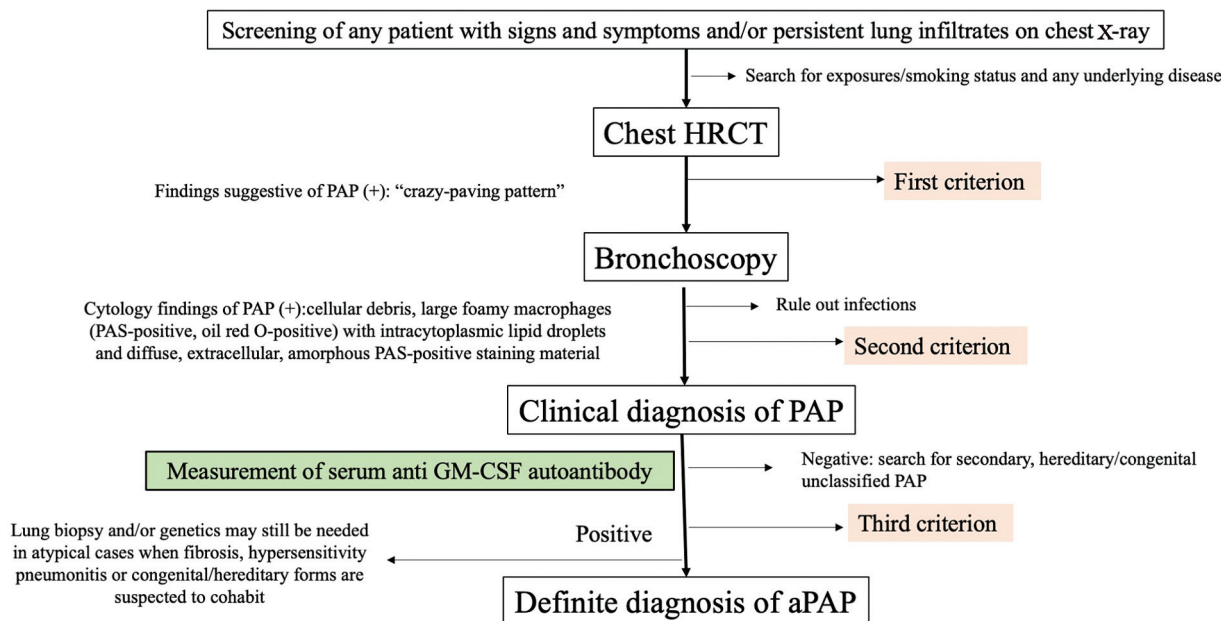 Screening of any patient with signs and symptoms and/or persistent lung infiltrates on chest x-ray
Search for exposures/smoking status and any underlying disease
Chest HRCT
Findings suggestive of PAP (+): “crazy-paving pattern”
First criterion
Bronchoscopy
Cytology findings of PAP (+):cellular debris, large foamy macrophages
(PAS-positive, oil red O-positive) with intracytoplasmic lipid droplets
and diffuse, extracellular, amorphous PAS-positive staining material
Rule out infections
Second criterion
Clinical diagnosis of PAP
Measurement of serum anti GM-CSF autoantibody
Negative: search for secondary, hereditary/congenital
unclassified PAP
Third criterion
Positive
Lung biopsy and/or genetics may still be needed
in atypical cases when fibrosis, hypersensitivity
pneumonitis or congenital/hereditary forms are
suspected to cohabit
Definite diagnosis of aPAP